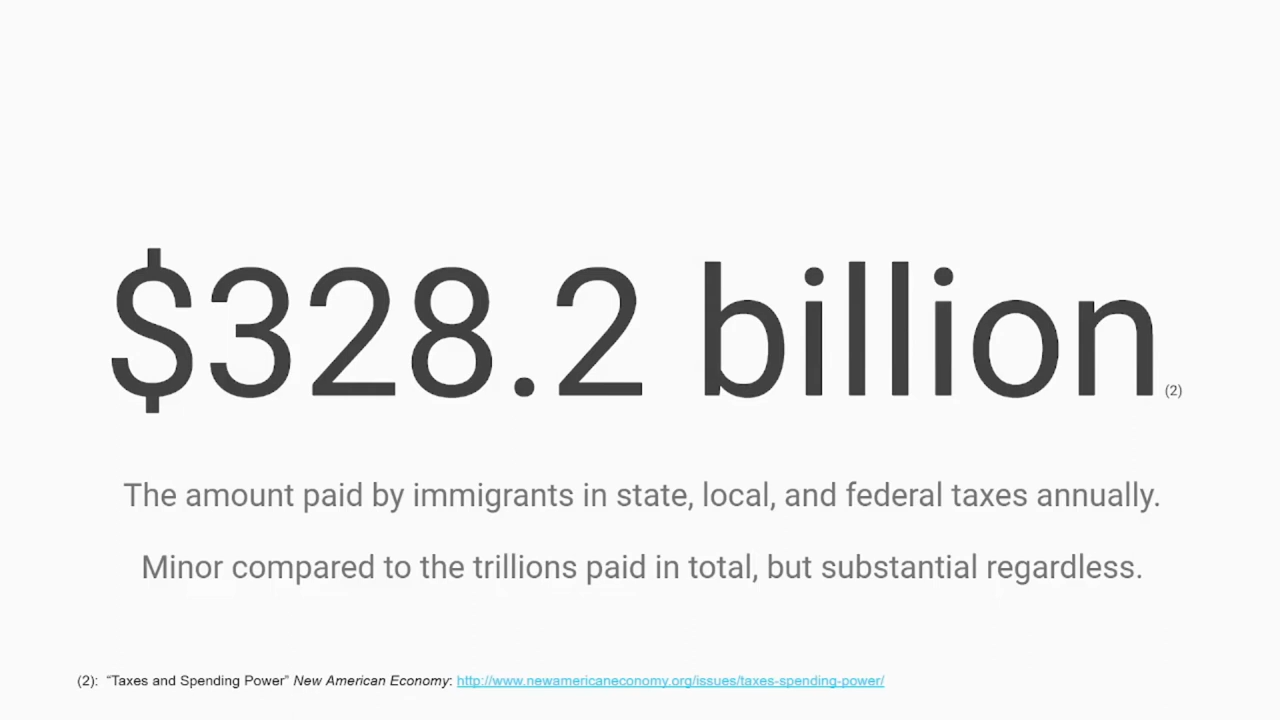 $328.2 billion(2)
The amount paid by immigrants in state, local, and federal taxes annually.
Minor compared to the trillions paid in total, but substantial regardless.
(2): “Taxes and Spending Power” New American Economy: http://www.newamericaneconomy.org/issues/taxes-spending-power/